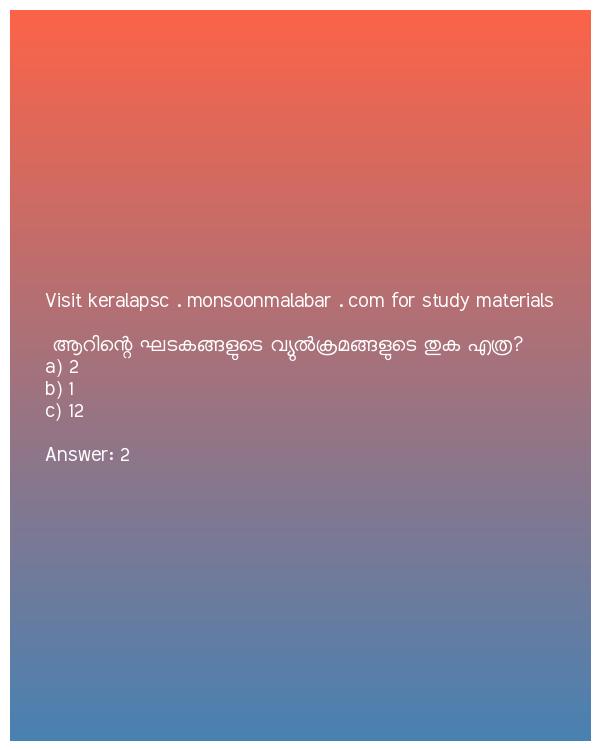 Visit keralapsc . monsoonmalabar . com for study materials
ആറിന്റെ ഘടകങ്ങളുടെ വ്യുൽക്രമങ്ങളുടെ തുക എത്ര?
a) 2
b) 1
c) 12
Answer: 2